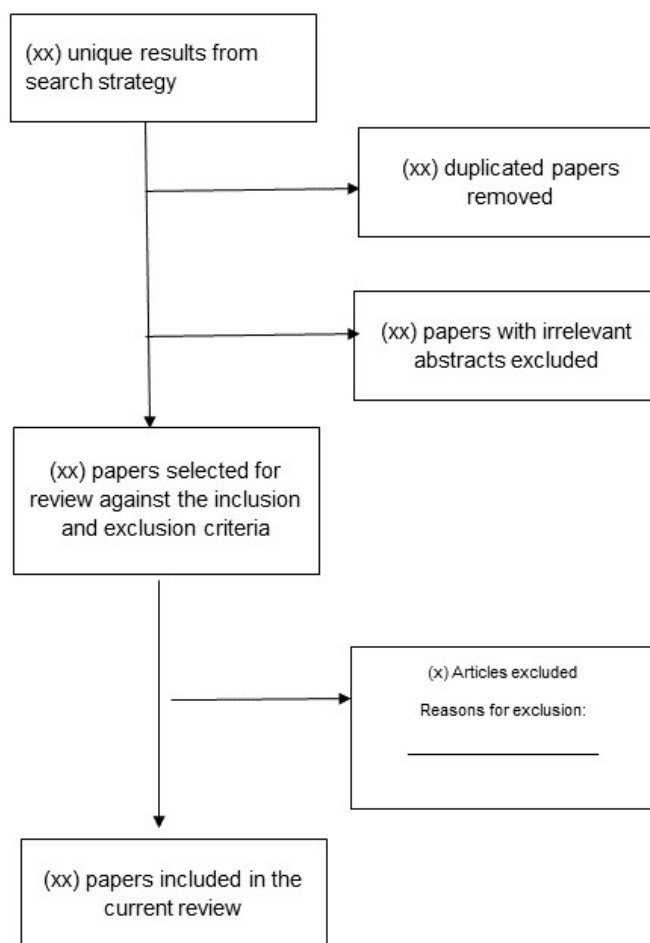 (xx) unique results from
search strategy
(xx) duplicated papers
removed
(xx) papers with irrelevant
abstracts excluded
(xx) papers selected for
review against the inclusion
and exclusion criteria
(x) Articles excluded
Reasons for exclusion:
(xx) papers included in the
current review